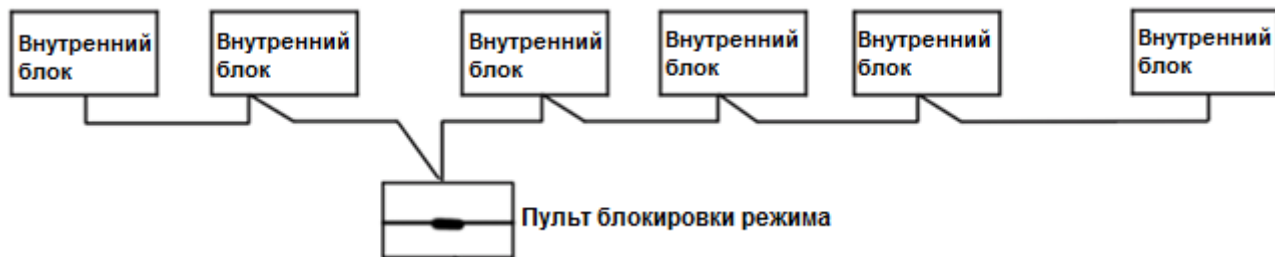 Внутренний
блок
Внутренний
блок
Внутренний
блок
Внутренний
блок
Внутренний
блок
Внутренний
блок
Пульт блокировки режима